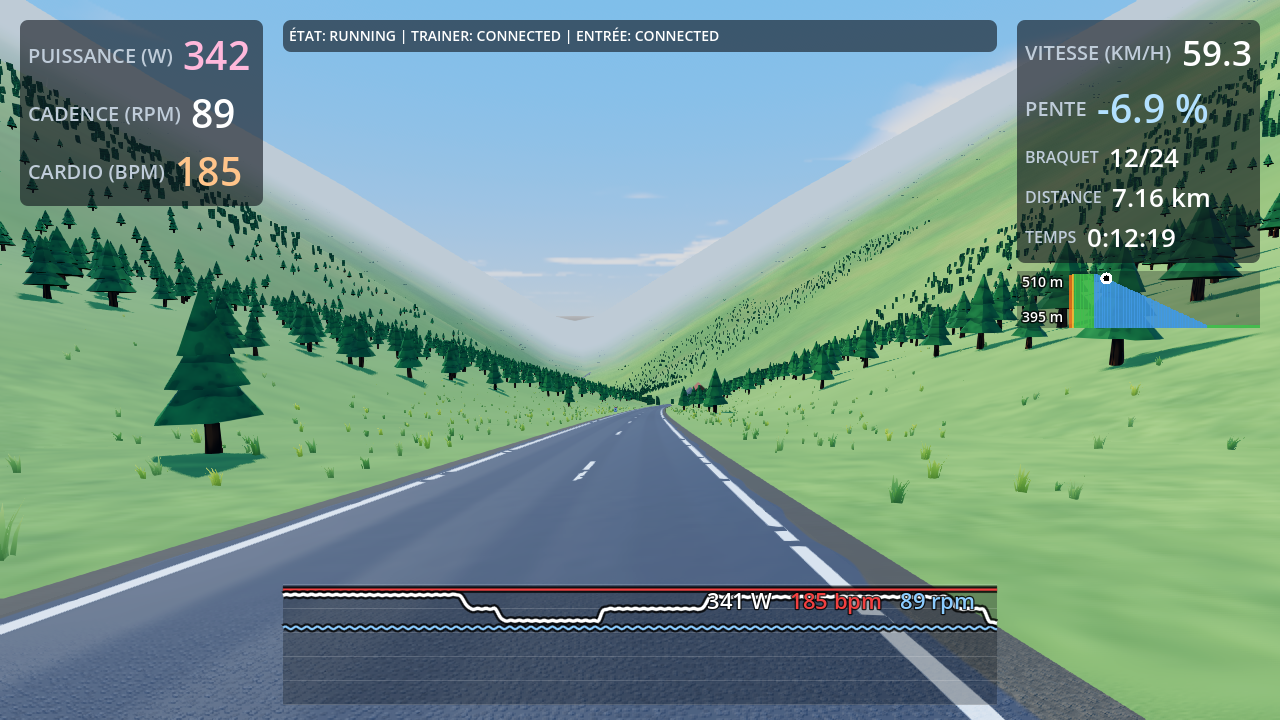 PUISSANCE (W) 342
CADENCE (RPM) 89
CARDIO (BPM) 185
ÉTAT: RUNNING | TRAINER: CONNECTED | ENTRÉE: CONNECTED
VITESSE (KM/H) 59.3
PENTE -6.9 %
BRAQUET 12/24
DISTANCE 7.16 km
TEMPS 0:12:19
510 m
395 m
341 W 185 bpm 89 rpm